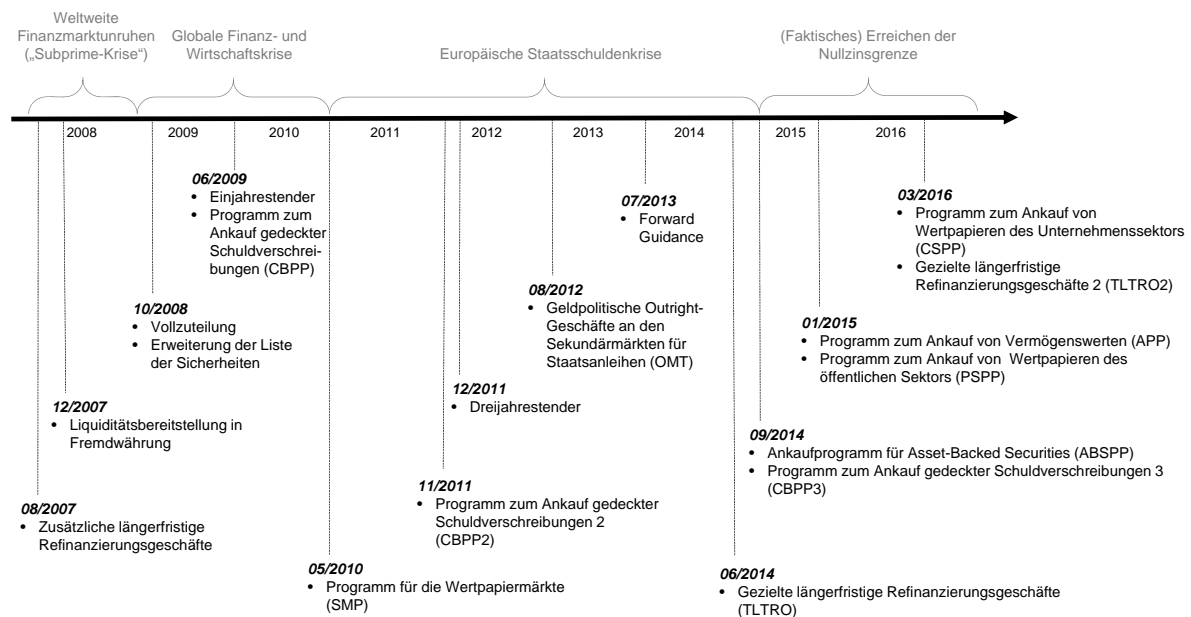 Weltweite
Finanzmarktunruhen
(„Subprime-Krise“)
Globale Finanz- und
Wirtschaftskrise
Europäische Staatsschuldenkrise
(Faktisches) Erreichen der
Nullzinsgrenze
2008
2009
2010
2011
2012
2013
2014
2015
2016
06/2009
• Einjahrestender
• Programm zum
Ankauf gedeckter
Schuldverschrei-
bungen (CBPP)
07/2013
• Forward
Guidance
03/2016
• Programm zum Ankauf von
Wertpapieren des Unternehmenssektors
(CSPP)
• Gezielte längerfristige
Refinanzierungsgeschäfte 2 (TLTRO2)
10/2008
• Vollzuteilung
• Erweiterung der Liste
der Sicherheiten
08/2012
• Geldpolitische Outright-
Geschäfte an den
Sekundärmärkten für
Staatsanleihen (OMT)
01/2015
• Programm zum Ankauf von Vermögenswerten (APP)
• Programm zum Ankauf von Wertpapieren des
öffentlichen Sektors (PSPP)
12/2007
• Liquiditätsbereitstellung in
Fremdwährung
12/2011
• Dreijahrestender
09/2014
• Ankaufprogramm für Asset-Backed Securities (ABSPP)
• Programm zum Ankauf gedeckter Schuldverschreibungen 3
(CBPP3)
08/2007
• Zusätzliche längerfristige
Refinanzierungsgeschäfte
11/2011
• Programm zum Ankauf gedeckter
Schuldverschreibungen 2
(CBPP2)
05/2010
• Programm für die Wertpapiermärkte
(SMP)
06/2014
• Gezielte längerfristige Refinanzierungsgeschäfte
(TLTRO)